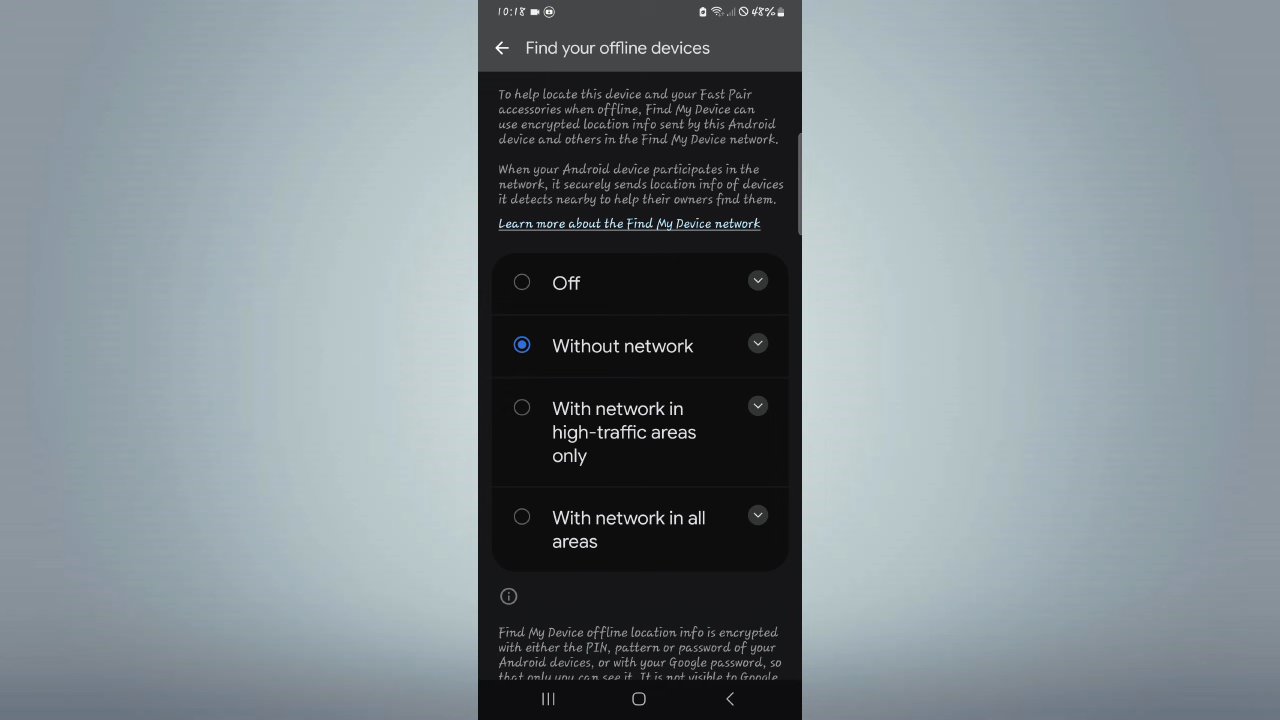 10:18
48%
Find your offline devices
To help locate this device and your Fast Pair
accessories when offline, Find My Device can
use encrypted location info sent by this Android
device and others in the Find My Device network.
When your Android device participates in the
network, it securely sends location info of devices
it detects nearby to help their owners find them.
Learn more about the Find My Device network
Off
Without network
With network in
high-traffic areas
only
With network in all
areas
Find My Device offline location info is encrypted
with either the PIN, pattern or password of your
Android devices, or with your Google password, so
that only you can see it. It is not visible to Google